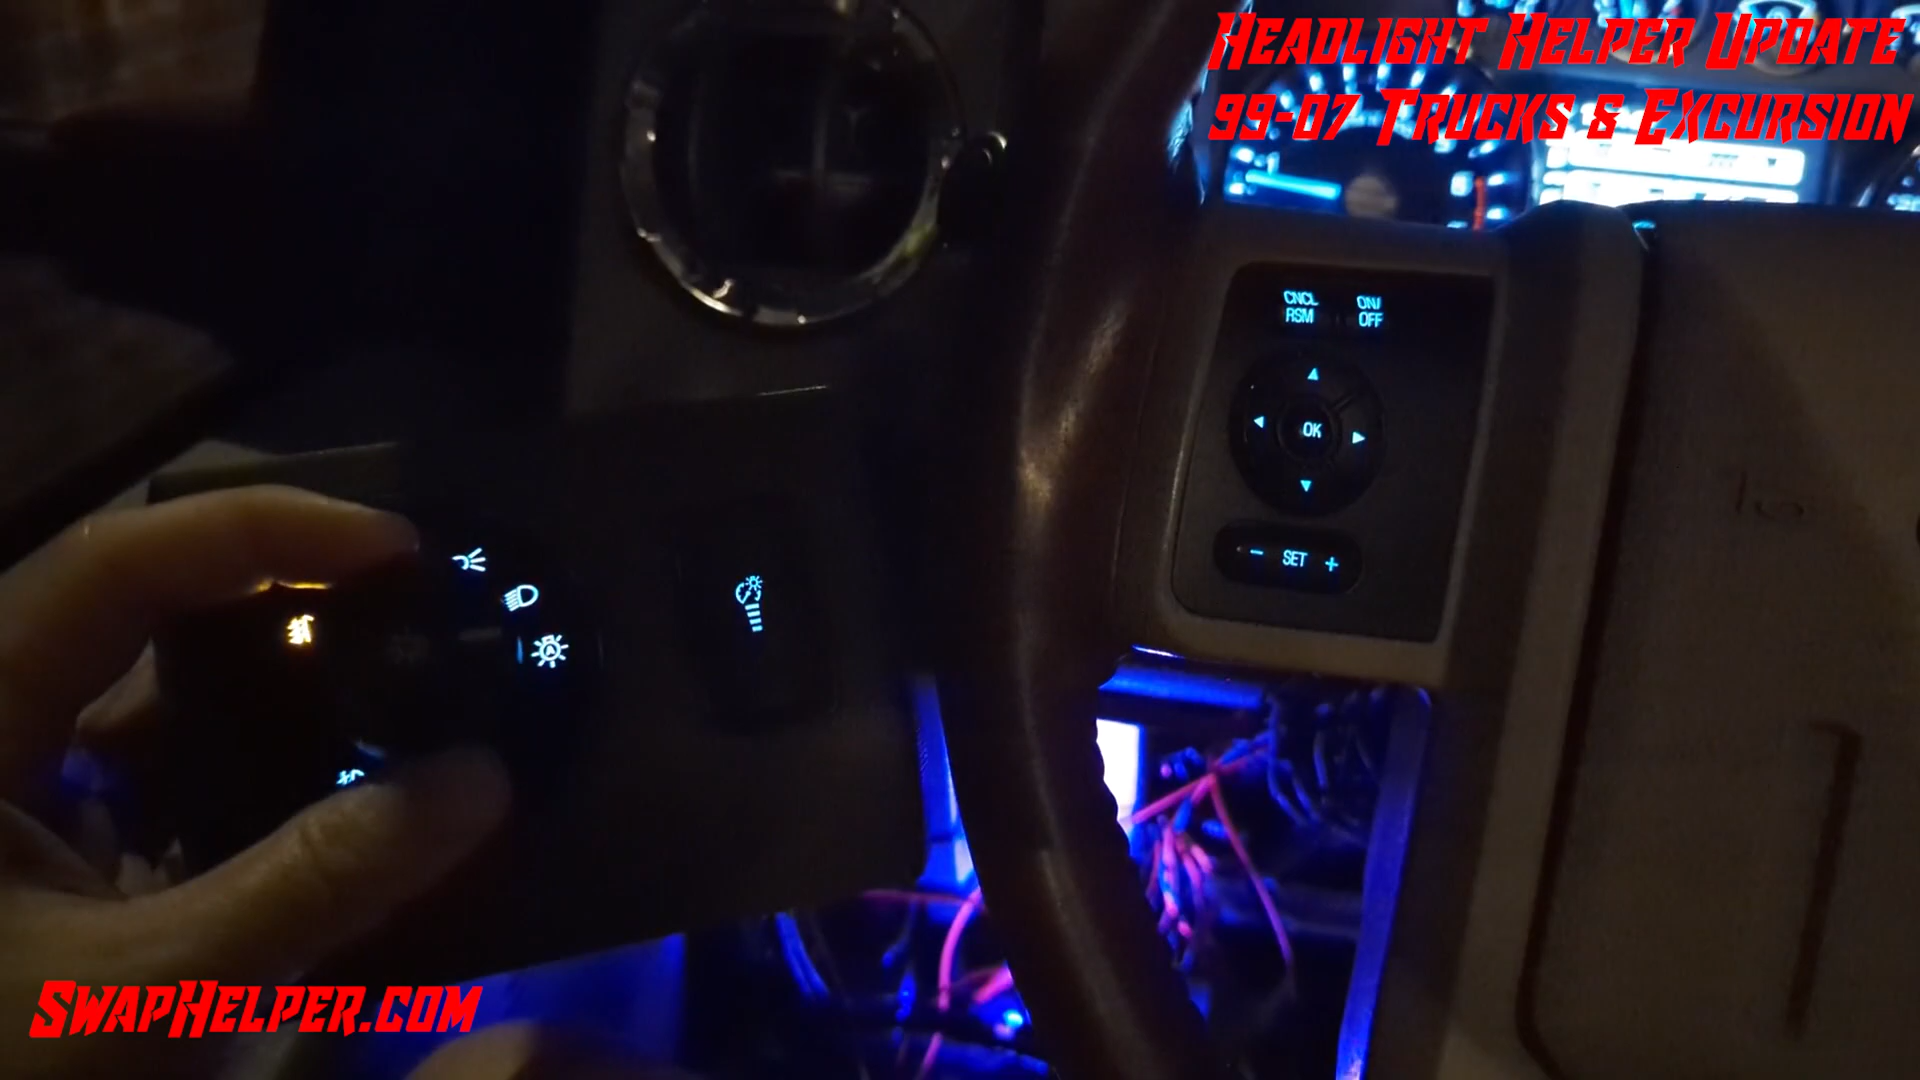 Headlight Helper Update
99-07 Trucks & Excursion
CNCL
RSM
ON/
OFF
OK
- SET +
A
SwapHelper.com